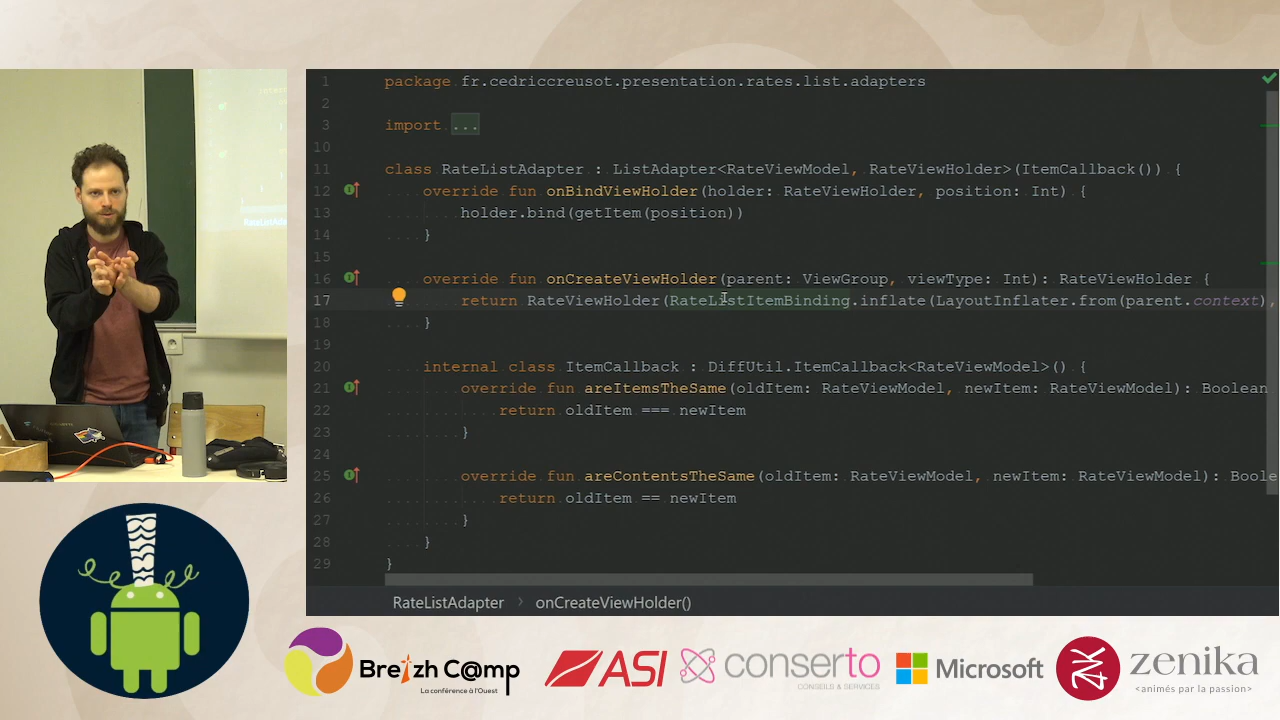 1 package fr.cedriccreusot.presentation.rates.list.adapters
2
3 import ...
10
11 class RateListAdapter : ListAdapter<RateViewModel, RateViewHolder>(ItemCallback()) {
12 override fun onBindViewHolder(holder: RateViewHolder, position: Int) {
13 holder.bind(getItem(position))
14 }
15
16 override fun onCreateViewHolder(parent: ViewGroup, viewType: Int): RateViewHolder {
17 return RateViewHolder(RateListItemBinding.inflate(LayoutInflater.from(parent.context),
18 }
19
20 internal class ItemCallback : DiffUtil.ItemCallback<RateViewModel>() {
21 override fun areItemsTheSame(oldItem: RateViewModel, newItem: RateViewModel): Boolean
22 return oldItem === newItem
23 }
24
25 override fun areContentsTheSame(oldItem: RateViewModel, newItem: RateViewModel): Boole
26 return oldItem == newItem
27 }
28 }
29 }
RateListAdapter > onCreateViewHolder()
Breizh C@mp
La conférence à l'Ouest
ASI
conserto
CONSEILS & SERVICES
Microsoft
zenika
<animés par la passion>